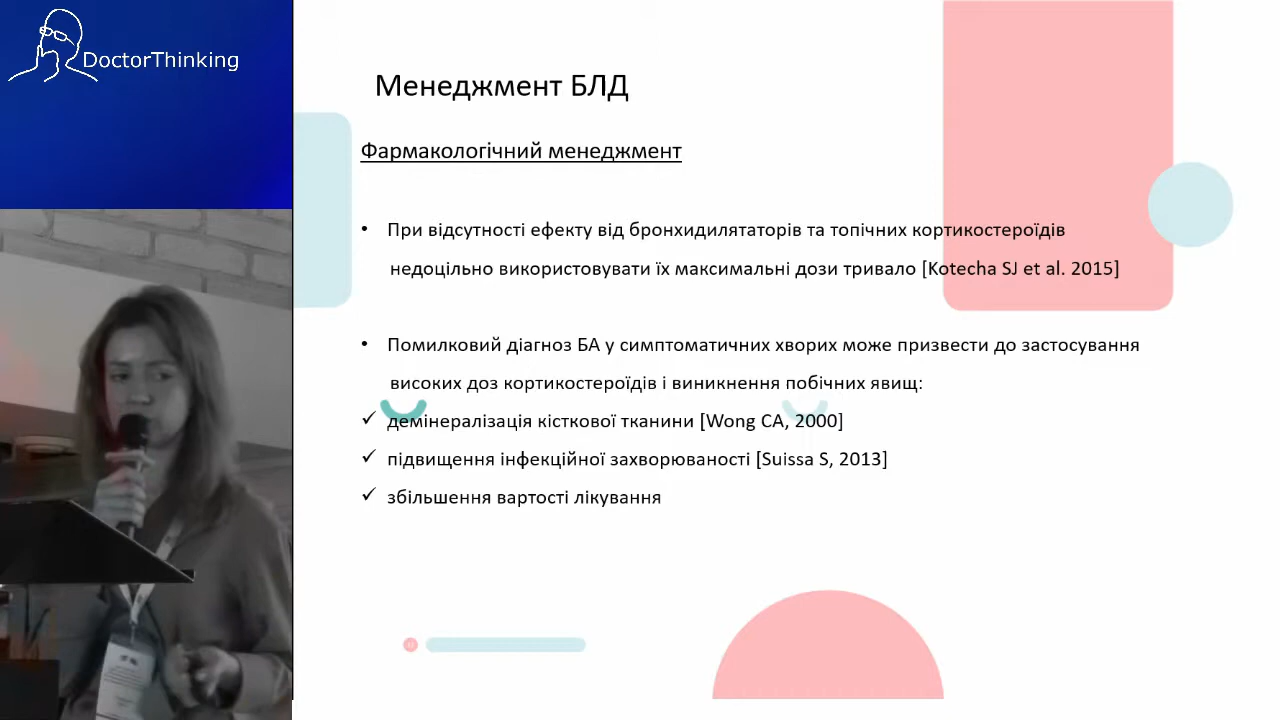 DoctorThinking
Менеджмент БЛД
Фармакологічний менеджмент
• При відсутності ефекту від бронхидилятаторів та топічних кортикостероїдів
недоцільно використовувати їх максимальні дози тривало [Kotecha SJ et al. 2015]
• Помилковий діагноз БА у симптоматичних хворих може призвести до застосування
високих доз кортикостероїдів і виникнення побічних явищ:
✓ демінералізація кісткової тканини [Wong CA, 2000]
✓ підвищення інфекційної захворюваності [Suissa S, 2013]
✓ збільшення вартості лікування